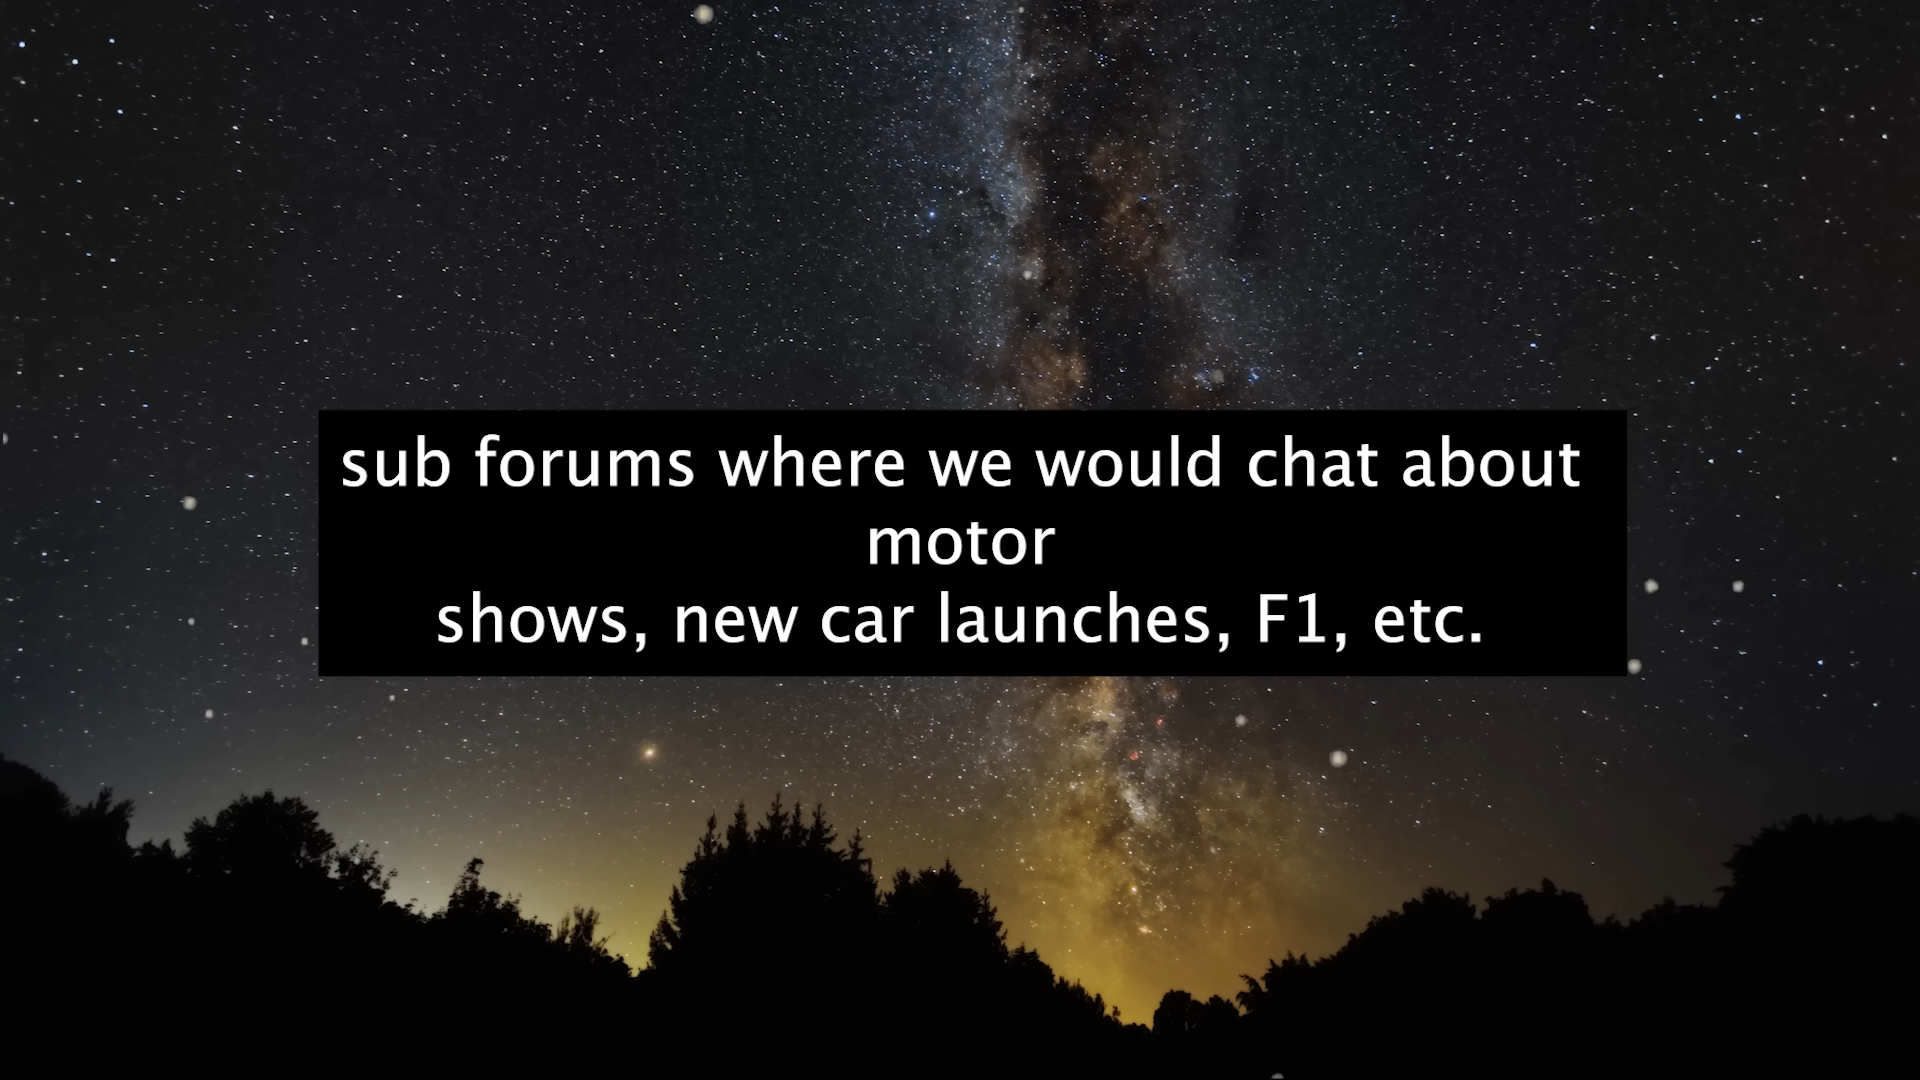 sub forums where we would chat about
motor
shows, new car launches, F1, etc.